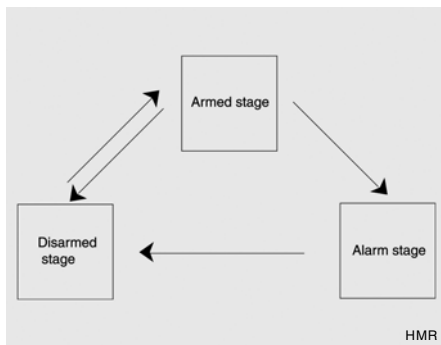 Armed stage
Disarmed
stage
Alarm stage
HMR